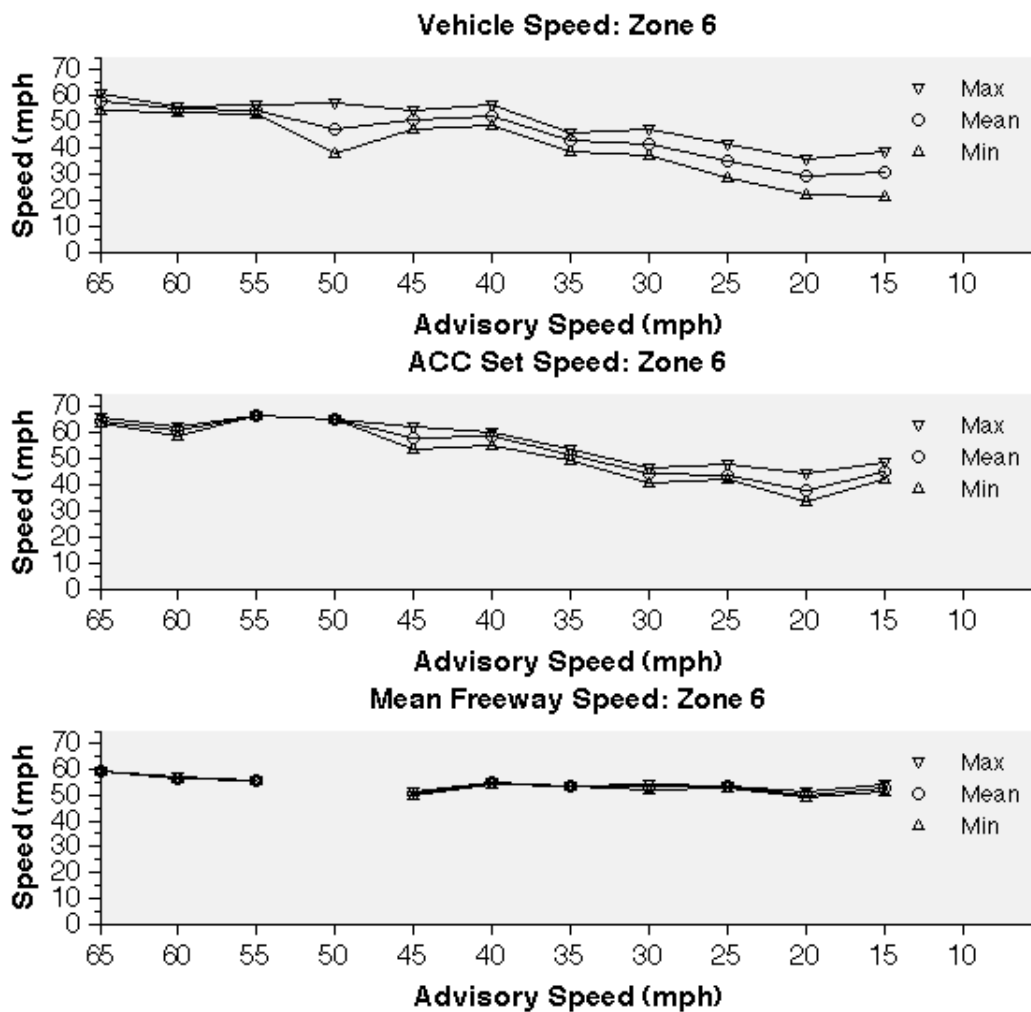 Vehicle Speed: Zone 6
Speed (mph
70
60
50
40
30
20
10
0
Max
Mean
Min
65 60 55 50 45 40 35 30 25 20 15 10
Advisory Speed (mph)
ACC Set Speed: Zone 6
Speed (mph
70
60
50
40
30
20
10
0
Max
Mean
Min
65 60 55 50 45 40 35 30 25 20 15 10
Advisory Speed (mph)
Mean Freeway Speed: Zone 6
Speed (mph
70
60
50
40
30
20
10
0
Max
Mean
Min
65 60 55 50 45 40 35 30 25 20 15 10
Advisory Speed (mph)